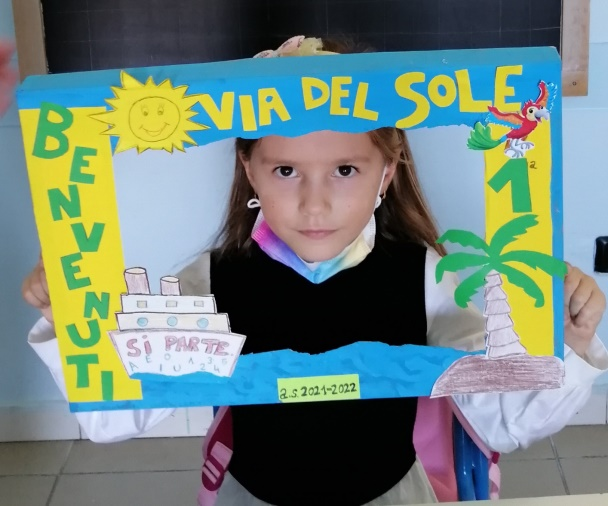 BENVENUTI
VIA DEL SOLE
1ª
SI PARTE
a.s. 2021-2022